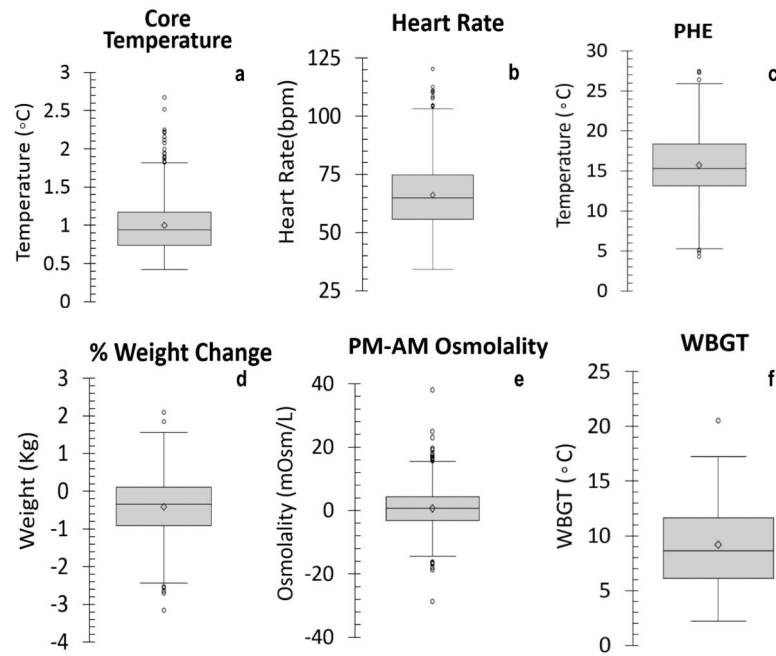 Core
Temperature
a
Temperature (○C)
3
2.5
2
1.5
1
0.5
0
Heart Rate
b
Heart Rate(bpm)
125
100
75
50
25
PHE
c
Temperature (○C)
30
25
20
15
10
5
0
% Weight Change
d
Weight (Kg)
3
2
1
0
-1
-2
-3
-4
PM-AM Osmolality
e
Osmolality (mOsm/L)
40
20
0
-20
-40
WBGT
f
WBGT (○C)
25
20
15
10
5
0